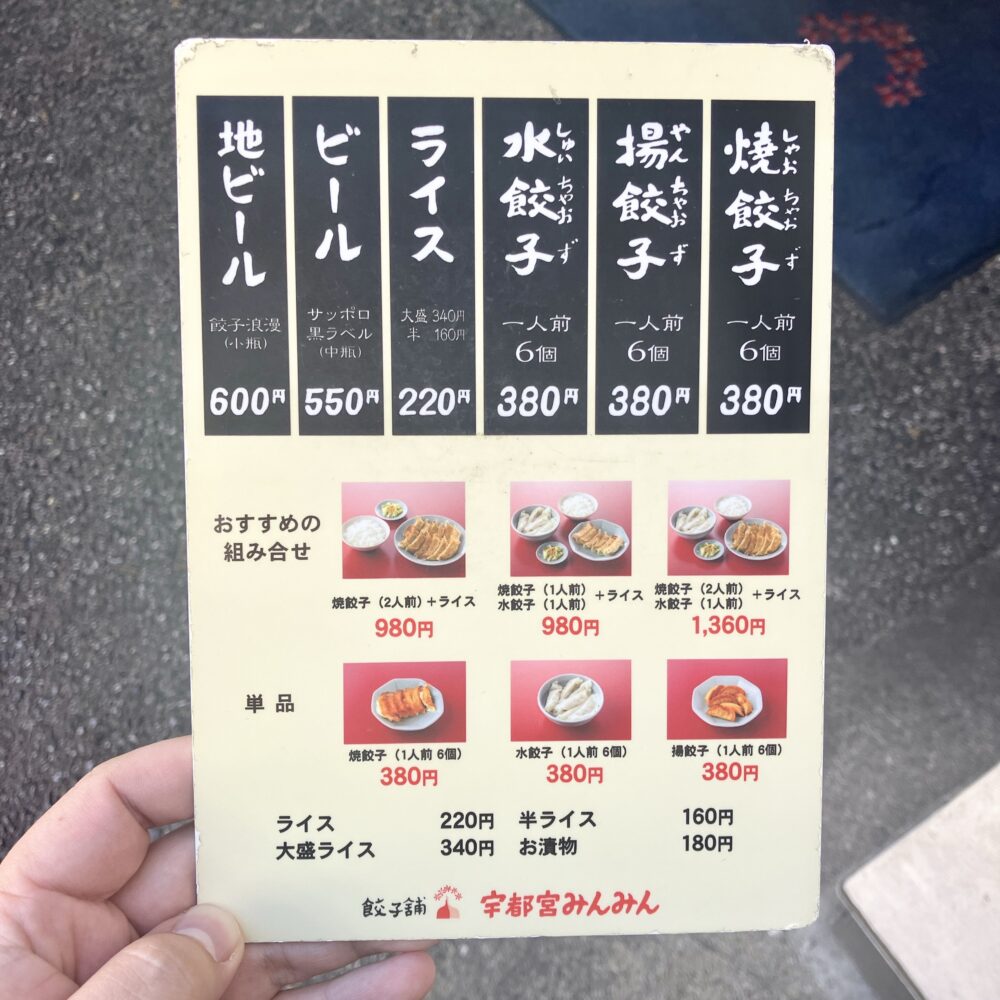 燒餃子
しゃお ちゃお ず
一人前
6個
380円
揚餃子
やん ちゃお ず
一人前
6個
380円
水餃子
しゅい ちゃお ず
一人前
6個
380円
ライス
大盛 340円
半 160円
220円
ビール
サッポロ
黒ラベル
(中瓶)
550円
地ビール
餃子浪漫
(小瓶)
600円
おすすめの
組み合せ
焼餃子（2人前）＋ライス
980円
焼餃子（1人前）
水餃子（1人前）
＋ライス
980円
焼餃子（2人前）
水餃子（1人前）
＋ライス
1,360円
単品
焼餃子（1人前 6個）
380円
水餃子（1人前 6個）
380円
揚餃子（1人前 6個）
380円
ライス 220円 半ライス 160円
大盛ライス 340円 お漬物 180円
餃子舗 宇都宮みんみん